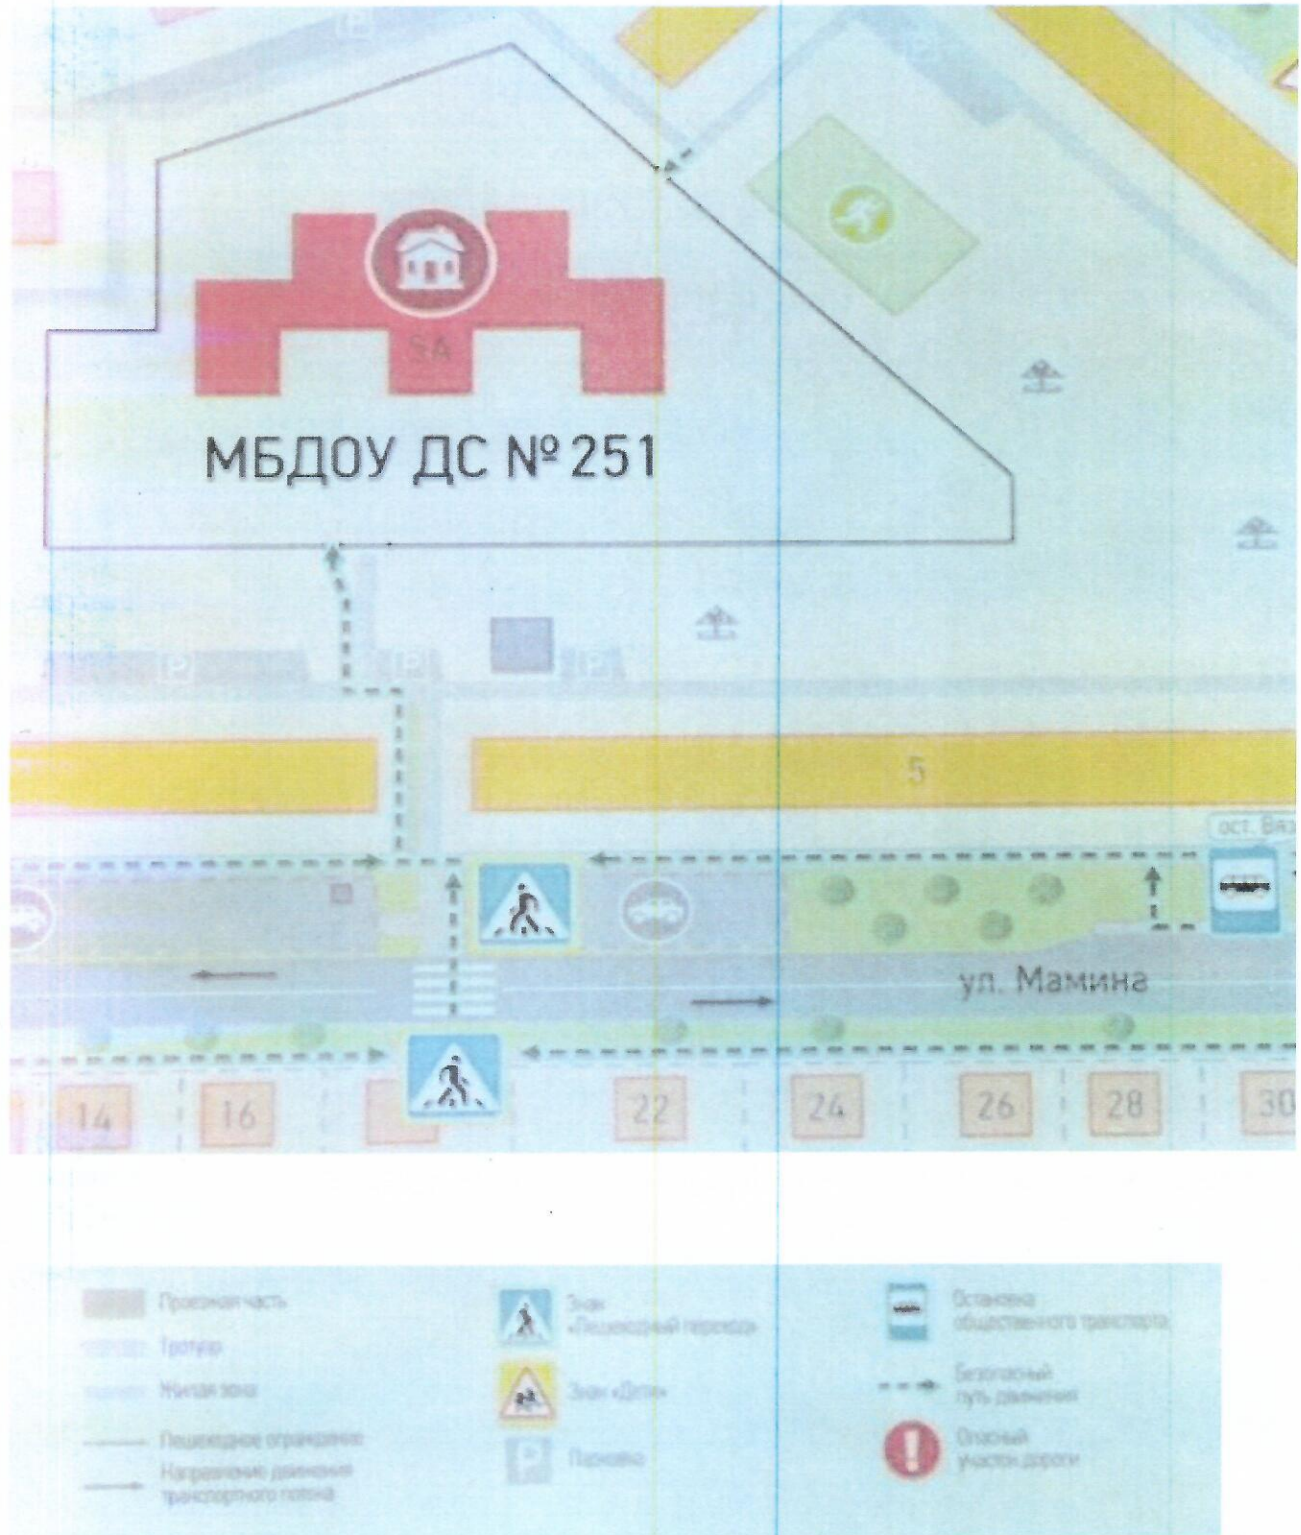 5А
МБДОУ ДС № 251
P
P
P
P
5
ост. Вяз
ул. Мамина
14
16
22
24
26
28
30
Проезжая часть
Тротуар
Жилая зона
Пешеходное ограждение
Направление движения
транспортного потока
Знак
«Пешеходный переход»
Знак «Дети»
P
Парковка
Остановка
общественного транспорта
Безопасный
путь движения
Опасный
участок дороги